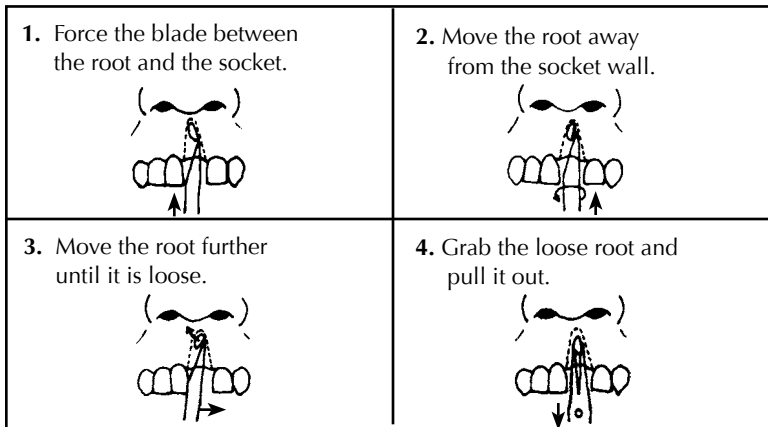 1. Force the blade between
the root and the socket.
2. Move the root away
from the socket wall.
3. Move the root further
until it is loose.
4. Grab the loose root and
pull it out.